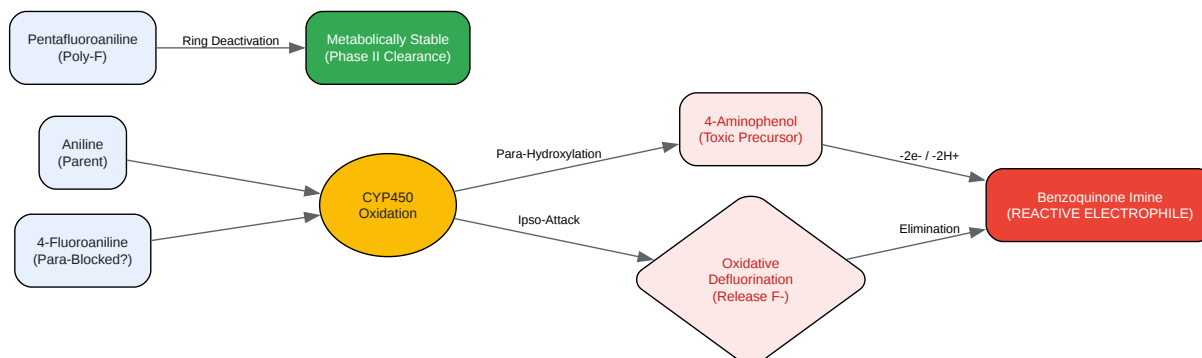 Pentafluoroaniline
(Poly-F)
Ring Deactivation
Metabolically Stable
(Phase II Clearance)
Aniline
(Parent)
4-Fluoroaniline
(Para-Blocked?)
CYP450
Oxidation
Para-Hydroxylation
Ipso-Attack
4-Aminophenol
(Toxic Precursor)
Oxidative
Defluorination
(Release F-)
-2e- / -2H+
Elimination
Benzoquinone Imine
(REACTIVE ELECTROPHILE)